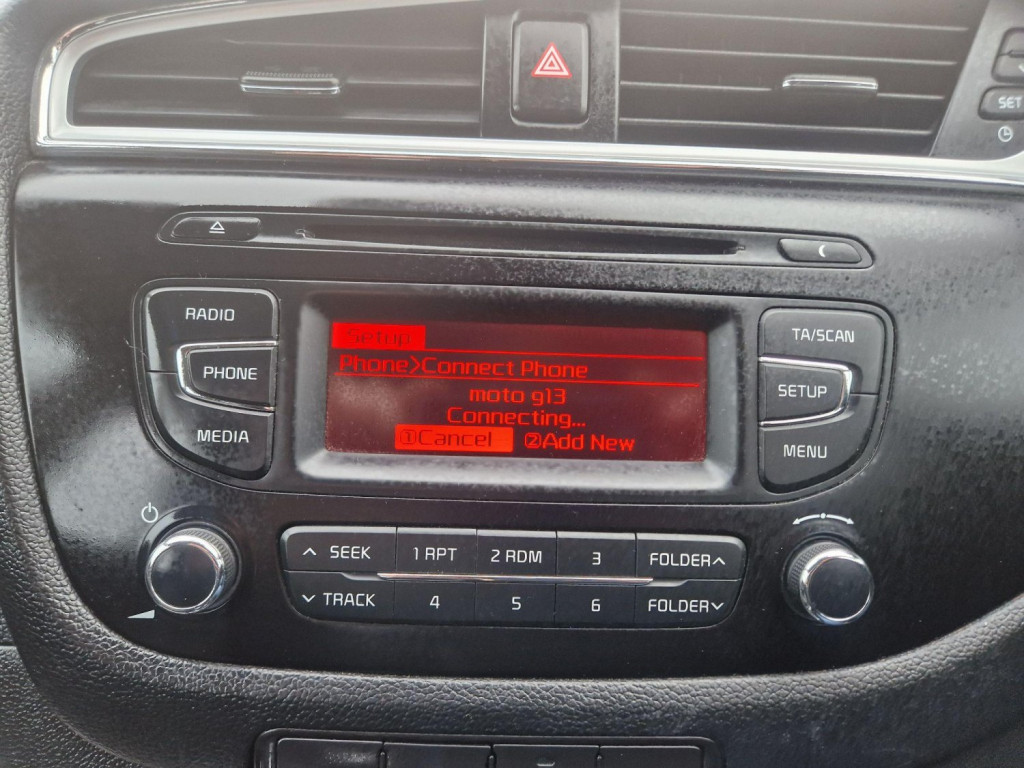 SET
RADIO
PHONE
MEDIA
Setup
Phone>Connect Phone
moto g13
Connecting...
①Cancel ②Add New
TA/SCAN
SETUP
MENU
SEEK 1 RPT 2 RDM 3 FOLDER
TRACK 4 5 6 FOLDER